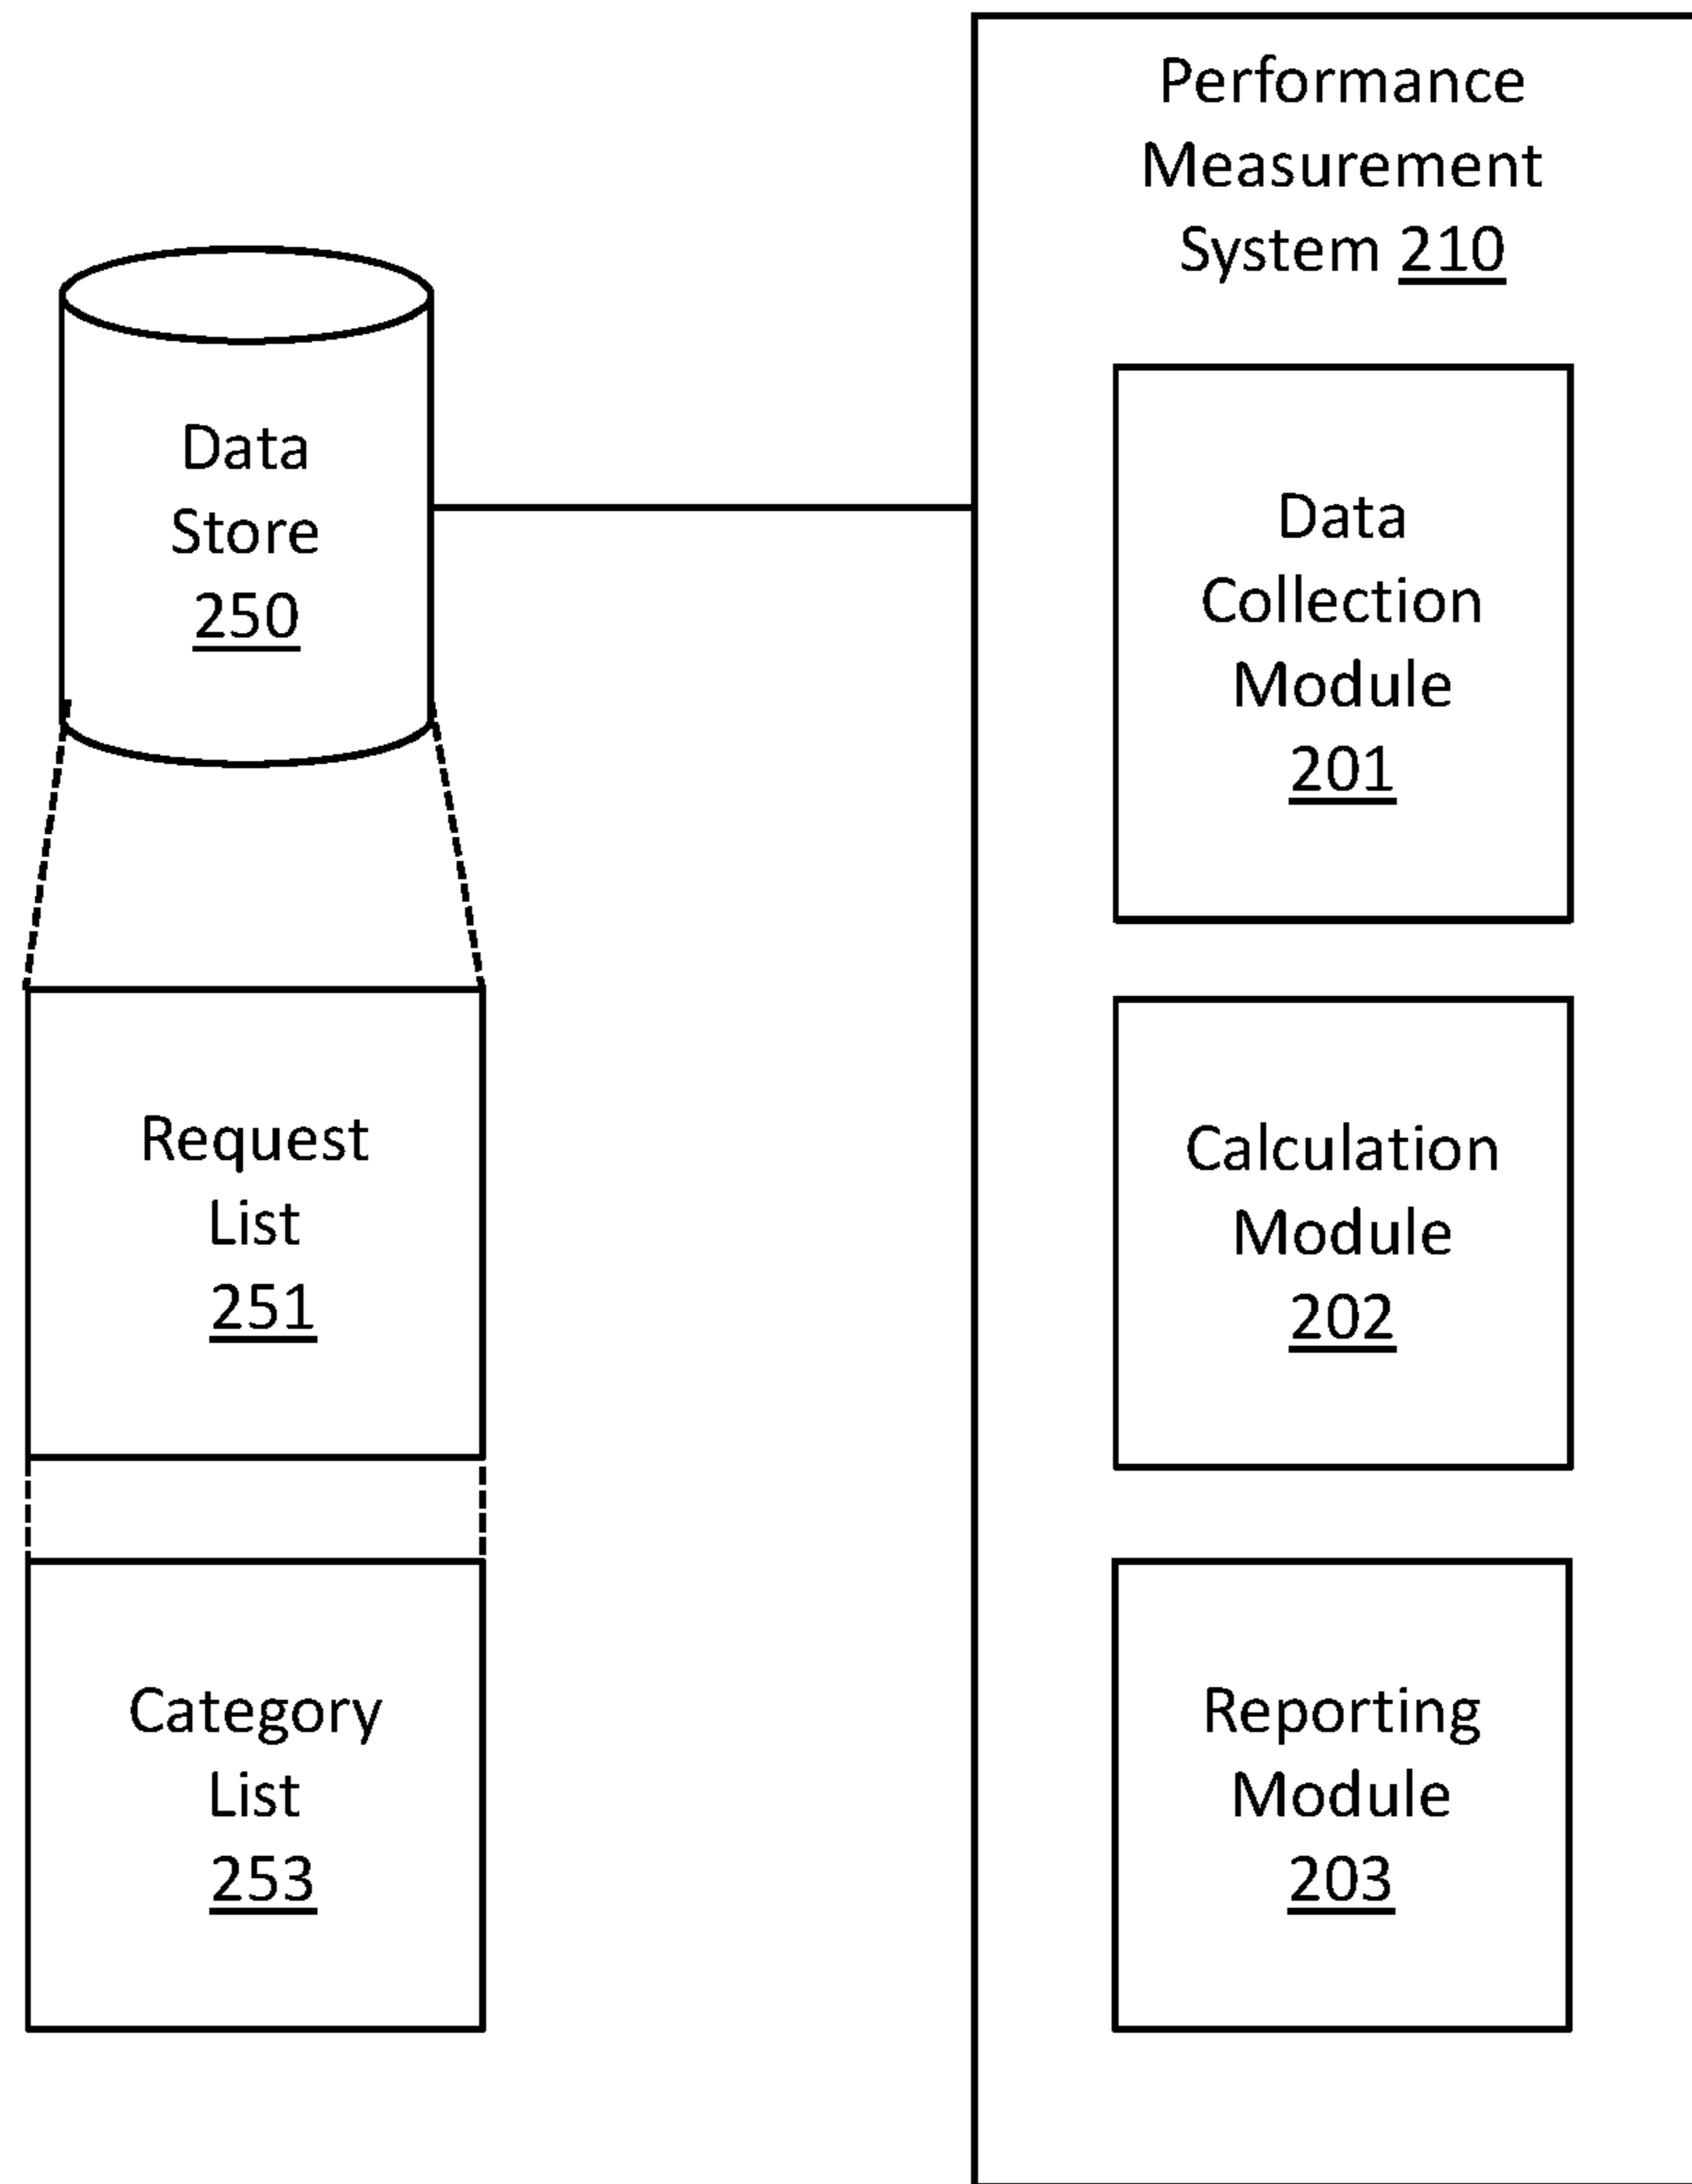 Performance
Measurement
System 210
Data
Store
250
Data
Collection
Module
201
Request
List
251
Calculation
Module
202
Category
List
253
Reporting
Module
203